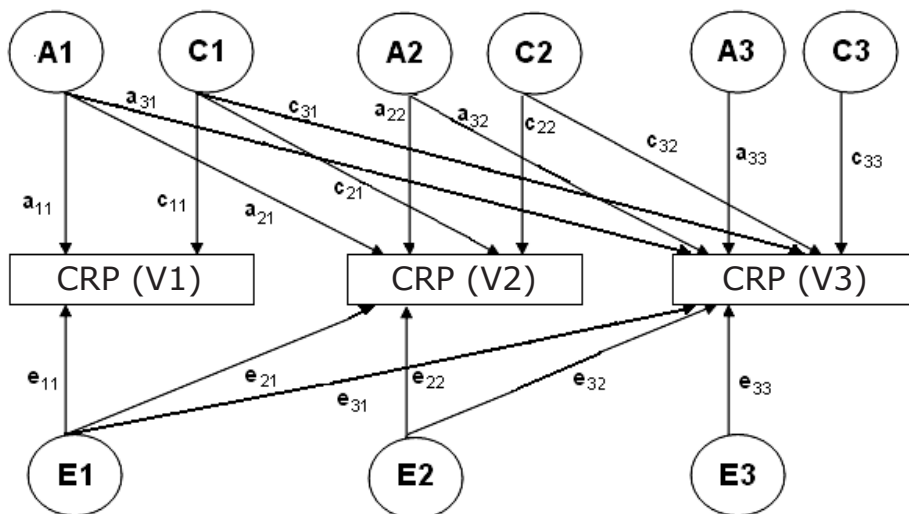 A1 C1 A2 C2 A3 C3
a31 c31 a22 a32 c22 c32 a33 c33
a11 c11 a21 c21
CRP (V1) CRP (V2) CRP (V3)
e11 e21 e31 e22 e32 e33
E1 E2 E3